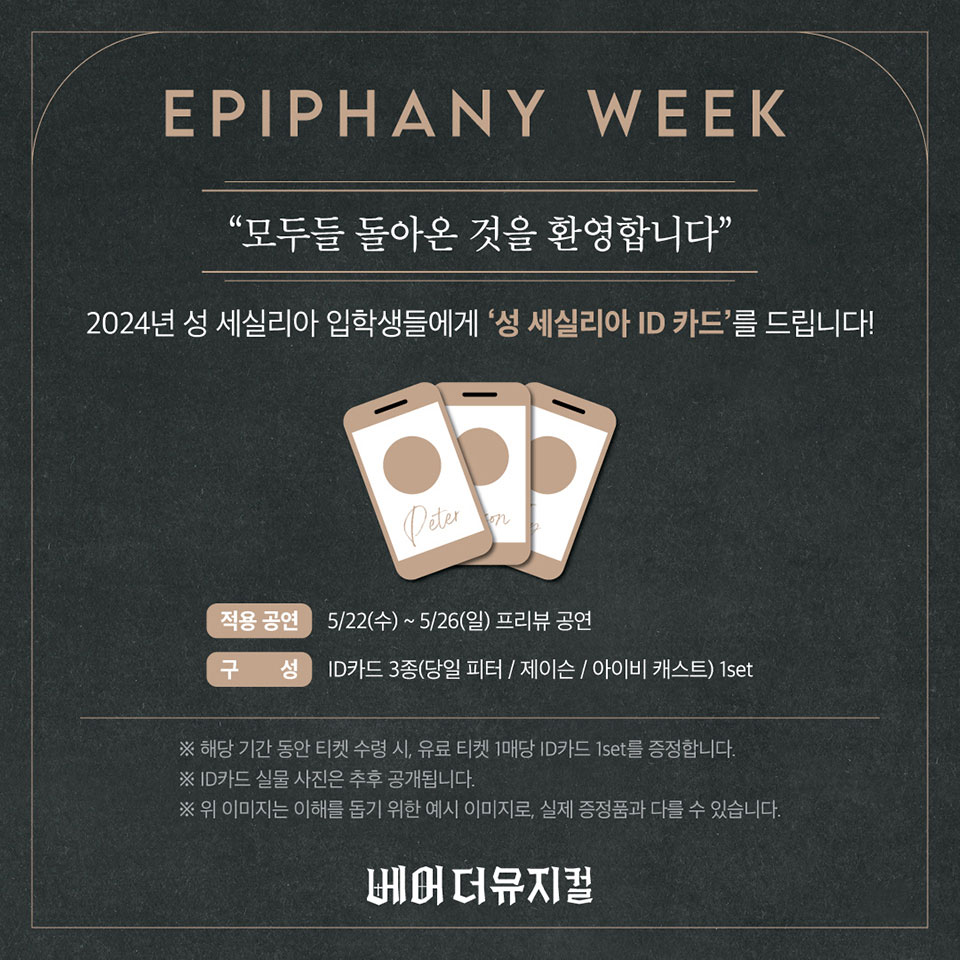 EPIPHANY WEEK
“모두들 돌아온 것을 환영합니다”
2024년 성 세실리아 입학생들에게 ‘성 세실리아 ID 카드’를 드립니다!
Peter
적용 공연 5/22(수) ~ 5/26(일) 프리뷰 공연
구 성 ID카드 3종(당일 피터 / 제이슨 / 아이비 캐스트) 1set
※ 해당 기간 동안 티켓 수령 시, 유료 티켓 1매당 ID카드 1set를 증정합니다.
※ ID카드 실물 사진은 추후 공개됩니다.
※ 위 이미지는 이해를 돕기 위한 예시 이미지로, 실제 증정품과 다를 수 있습니다.
베어 더 뮤지컬